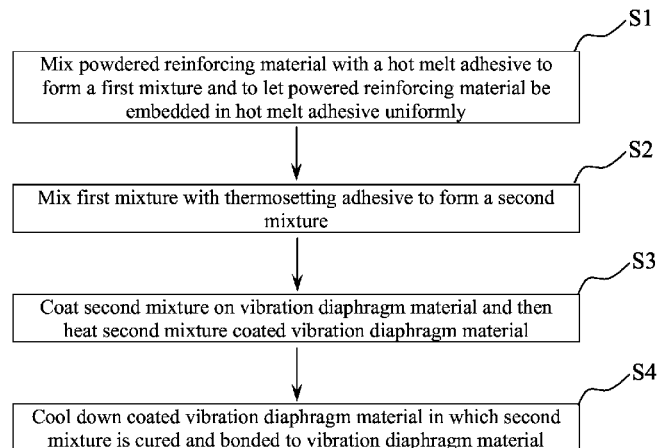 S1
Mix powdered reinforcing material with a hot melt adhesive to
form a first mixture and to let powered reinforcing material be
embedded in hot melt adhesive uniformly
S2
Mix first mixture with thermosetting adhesive to form a second
mixture
S3
Coat second mixture on vibration diaphragm material and then
heat second mixture coated vibration diaphragm material
S4
Cool down coated vibration diaphragm material in which second
mixture is cured and bonded to vibration diaphragm material